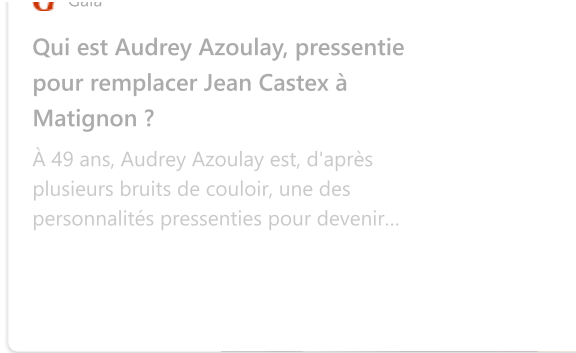 Gala
Qui est Audrey Azoulay, pressentie
pour remplacer Jean Castex à
Matignon ?
À 49 ans, Audrey Azoulay est, d'après
plusieurs bruits de couloir, une des
personnalités pressenties pour devenir...